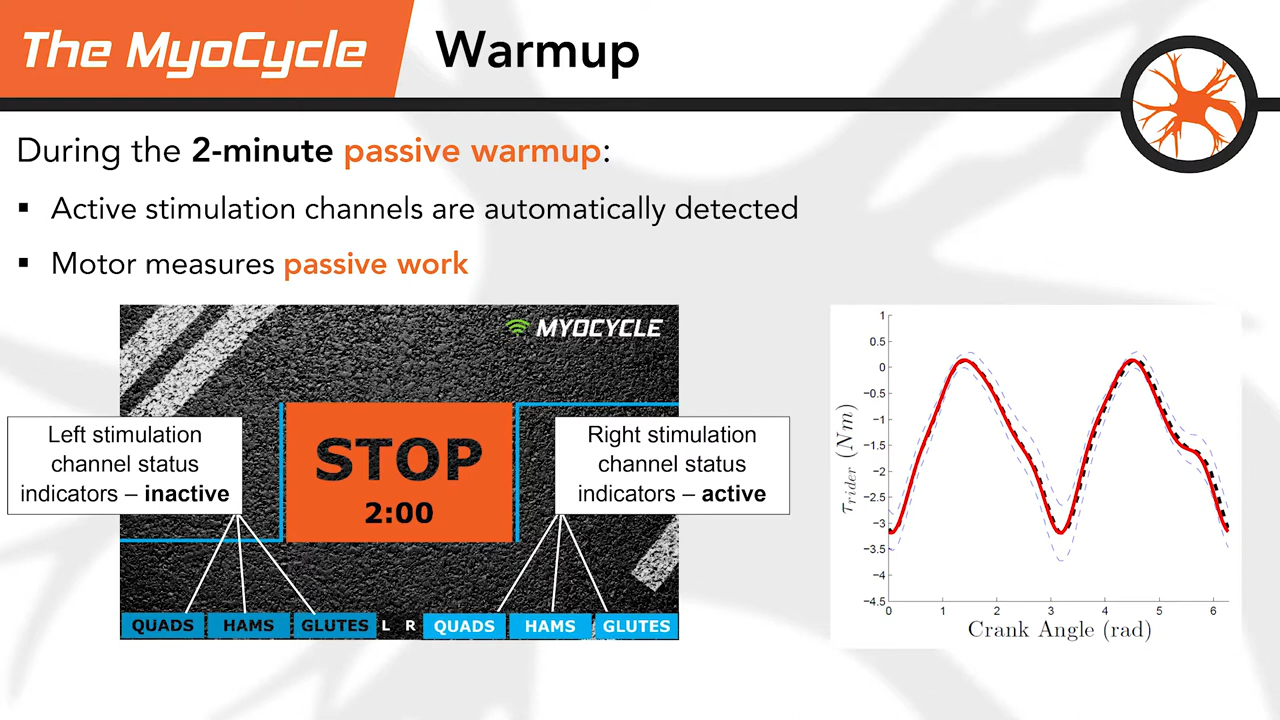 The MyoCycle
Warmup
During the 2-minute passive warmup:
▪ Active stimulation channels are automatically detected
▪ Motor measures passive work
MYOCYCLE
Left stimulation
channel status
indicators – inactive
STOP
2:00
Right stimulation
channel status
indicators – active
QUADS HAMS GLUTES L R QUADS HAMS GLUTES
1
0.5
0
−0.5
−1
−1.5
−2
−2.5
−3
−3.5
−4
−4.5
τrider (Nm)
0 1 2 3 4 5 6
Crank Angle (rad)